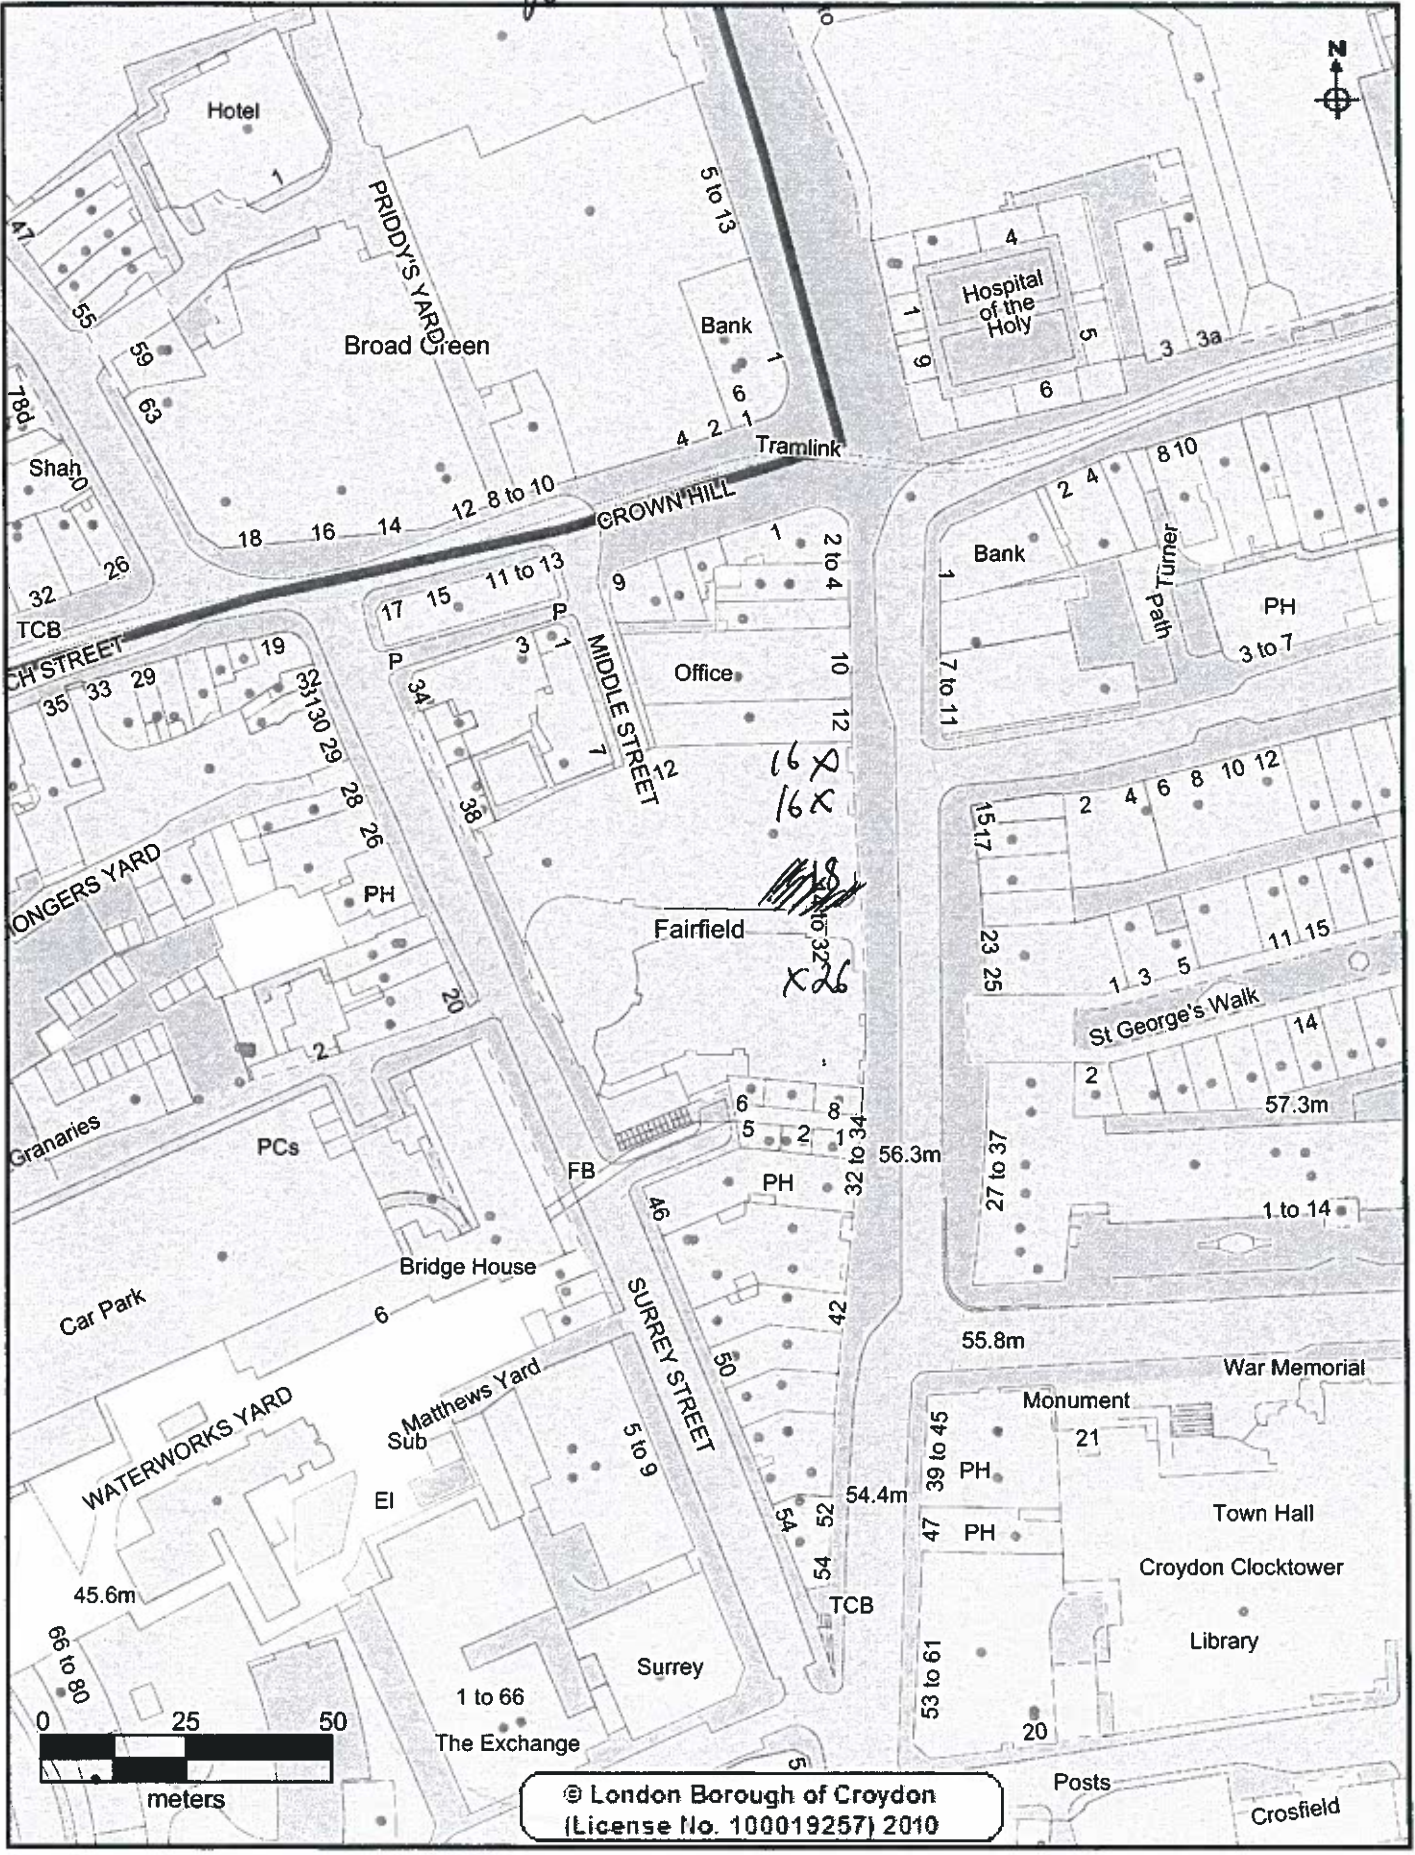 N
Hotel
1
PRIDDY'S YARD
5 to 13
47
55
59
63
Broad Green
Bank
1
6
4 2 1
Tramlink
4
Hospital
of the
Holy
1
9
5
6
3 3a
78d
Shah
32
26
TCB
18 16 14 12 8 to 10
CROWN HILL
17 15 11 to 13
P
P
9
1
2 to 4
Bank
1
2 4
8 10
Turner
Path
PH
3 to 7
CH STREET
35 33 29
19
32
31
30
29
28
26
34
3 1
7
38
MIDDLE STREET
12
Office
10
12
7 to 11
16 X
16 X
18
to 32
X 26
Fairfield
15
17
2 4 6 8 10 12
23
25
1 3 5
11 15
St George's Walk
14
2
57.3m
IONGERS YARD
PH
20
2
Granaries
PCs
FB
6
8
5 2 1
32 to 34
PH
56.3m
27 to 37
1 to 14
46
Bridge House
Car Park
6
SURREY STREET
42
50
55.8m
War Memorial
Monument
21
Matthews Yard
WATERWORKS YARD
Sub
El
5 to 9
39 to 45
PH
54.4m
52
54
54
47
PH
Town Hall
Croydon Clocktower
Library
45.6m
66 to 80
TCB
Surrey
1 to 66
The Exchange
53 to 61
20
5
Posts
Crosfield
0 25 50
meters
© London Borough of Croydon
(License No. 100019257) 2010